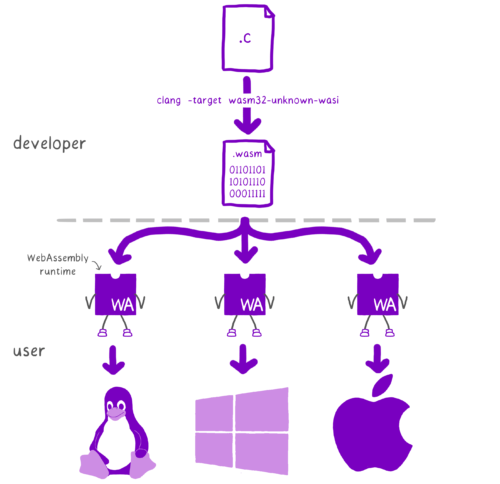 .c
clang -target wasm32-unknown-wasi
developer
.wasm
01101101
10101110
00011111
WebAssembly
runtime
WA
WA
WA
user